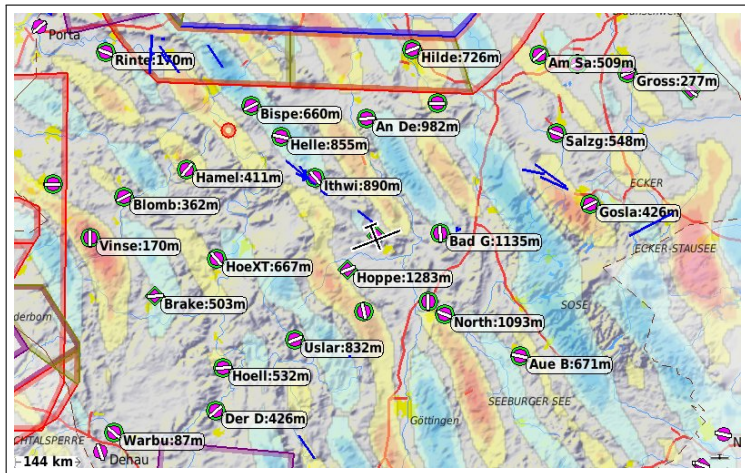 Porta
Rinte:170m
Hilde:726m
Am Sa:509m
Gross:277m
Bispe:660m
An De:982m
Helle:855m
Salzg:548m
Hamel:411m
Ithwi:890m
ECKER
Blomb:362m
Gosla:426m
Vinse:170m
Bad G:1135m
ECKER-STAUSEE
HoeXT:667m
Hoppe:1283m
Brake:503m
SOSE
derborn
North:1093m
Uslar:832m
Aue B:671m
Hoell:532m
SEEBURGER SEE
Der D:426m
Göttingen
Warbu:87m
CHTALSPERRE
Dehau
N
144 km